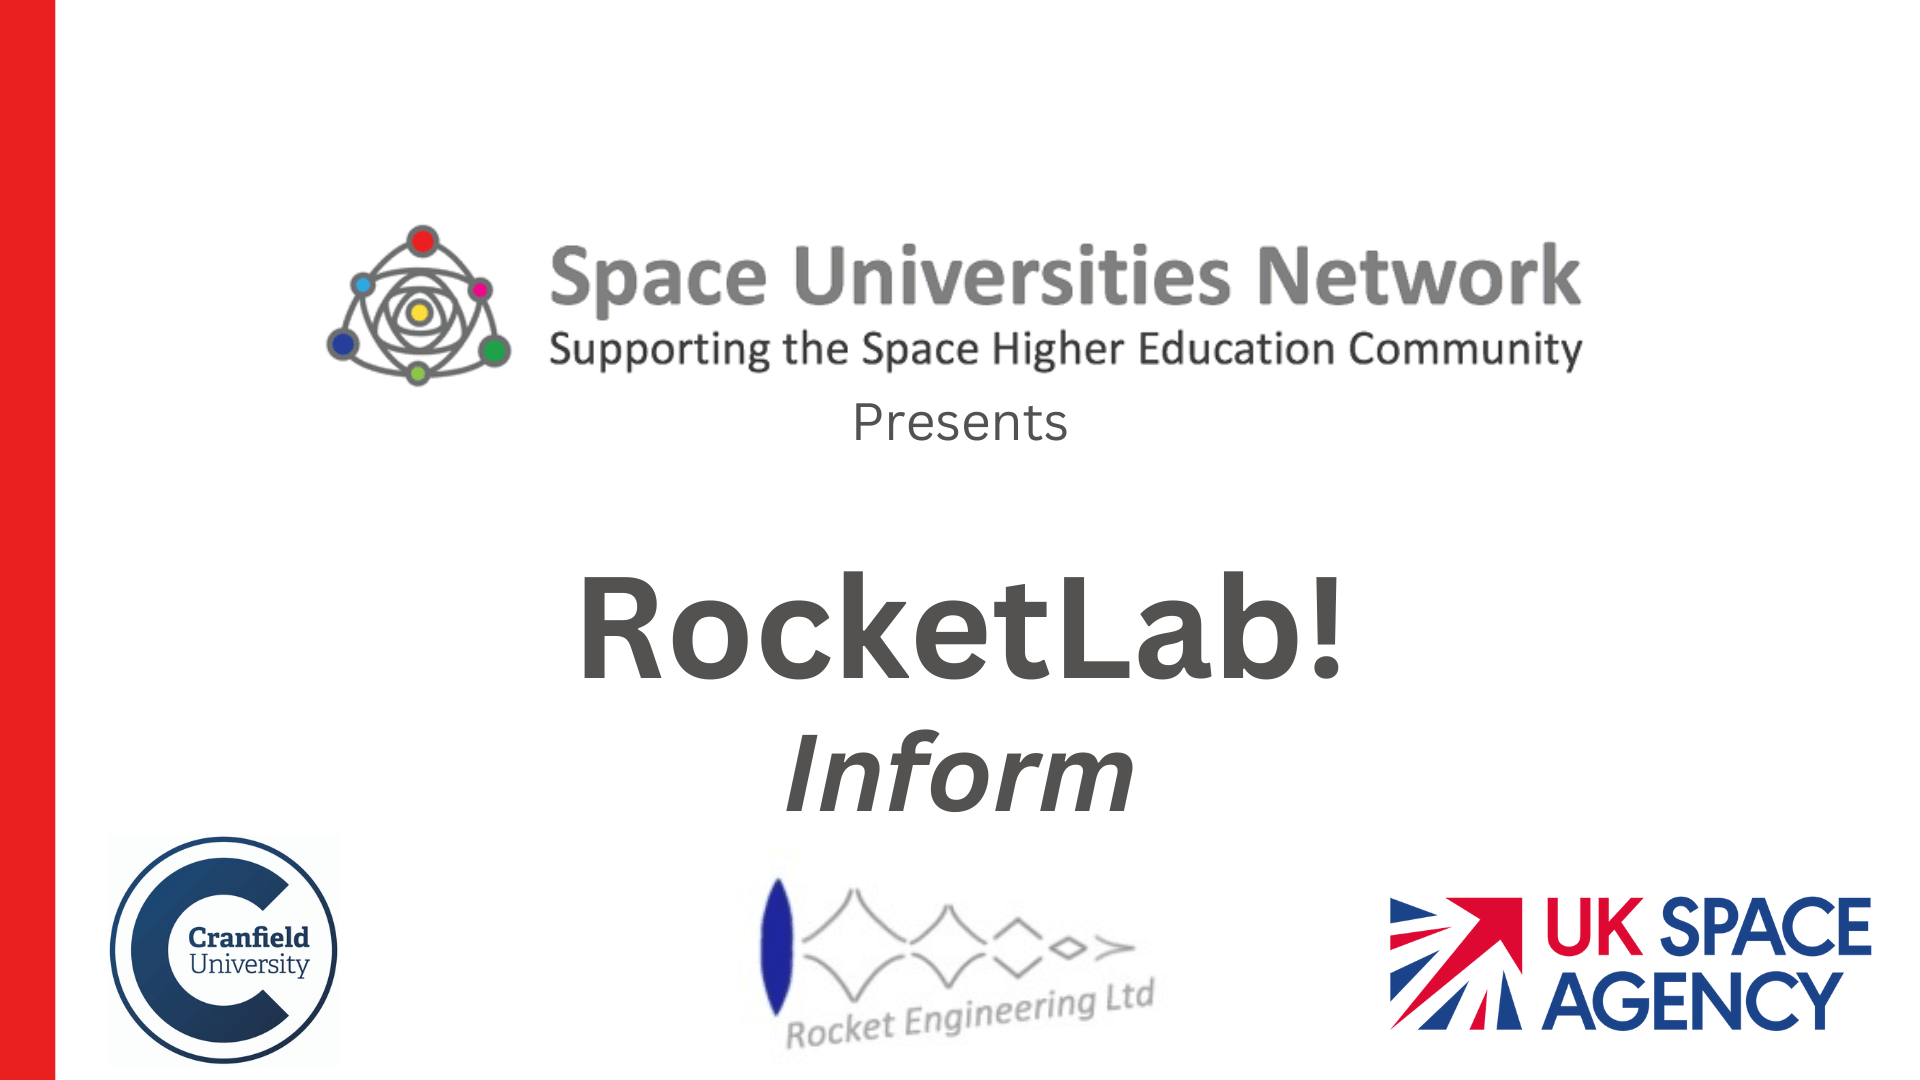 Space Universities Network
Supporting the Space Higher Education Community
Presents
RocketLab!
Inform
Cranfield
University
Rocket Engineering Ltd
UK SPACE
AGENCY